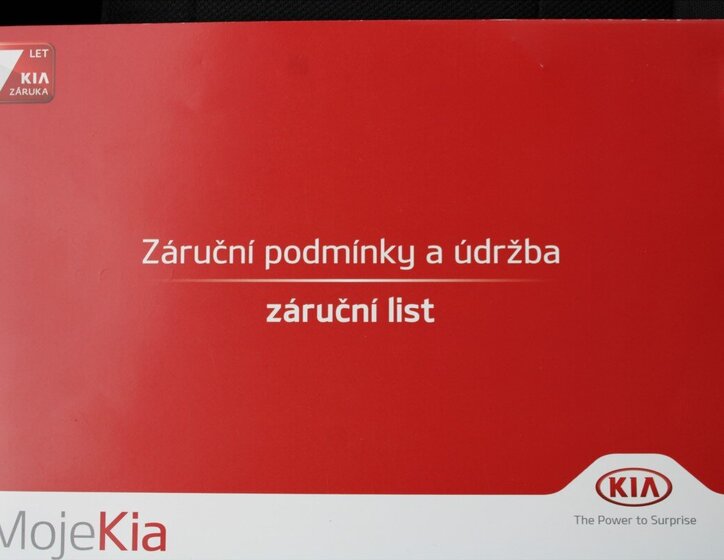 7 LET
KIA
ZÁRUKA
Záruční podmínky a údržba
záruční list
KIA
The Power to Surprise
MojeKia